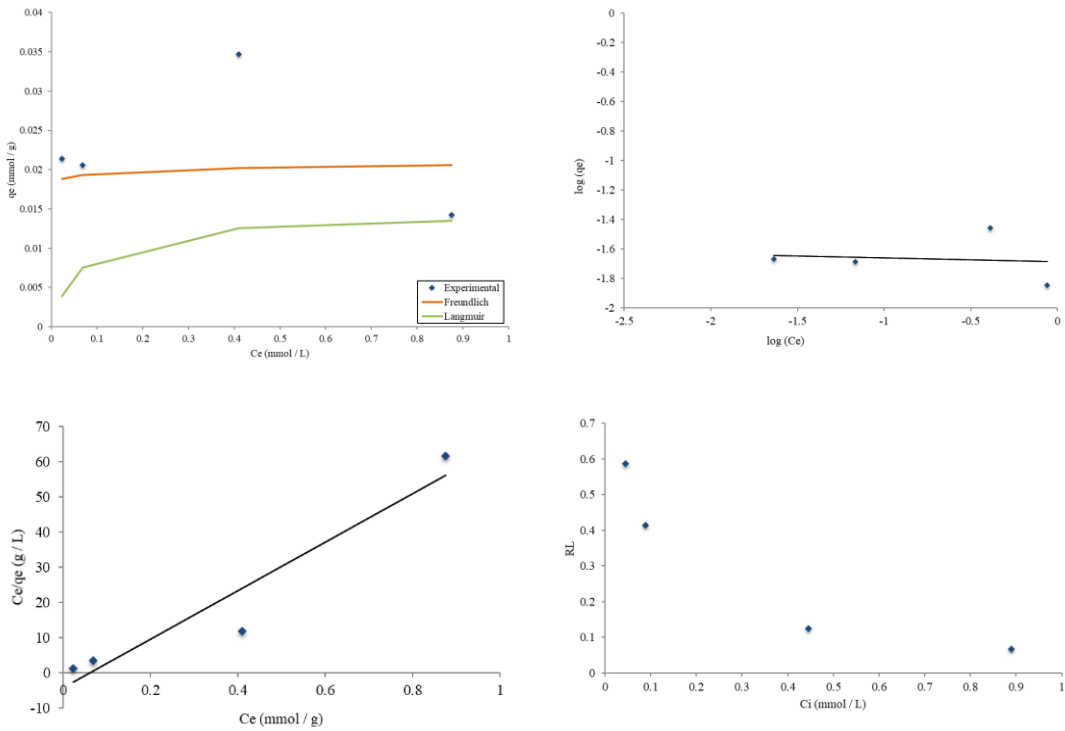 0.04
0.035
0.03
0.025
0.02
0.015
0.01
0.005
0
qe (mmol / g)
0 0.1 0.2 0.3 0.4 0.5 0.6 0.7 0.8 0.9 1
Ce (mmol / L)
Experimental
Freundlich
Langmuir
0
-0.2
-0.4
-0.6
-0.8
-1
-1.2
-1.4
-1.6
-1.8
-2
log (qe)
-2.5 -2 -1.5 -1 -0.5 0
log (Ce)
70
60
50
40
30
20
10
0
-10
Ce/qe (g / L)
0 0.2 0.4 0.6 0.8 1
Ce (mmol / g)
0.7
0.6
0.5
0.4
0.3
0.2
0.1
0
RL
0 0.1 0.2 0.3 0.4 0.5 0.6 0.7 0.8 0.9 1
Ci (mmol / L)